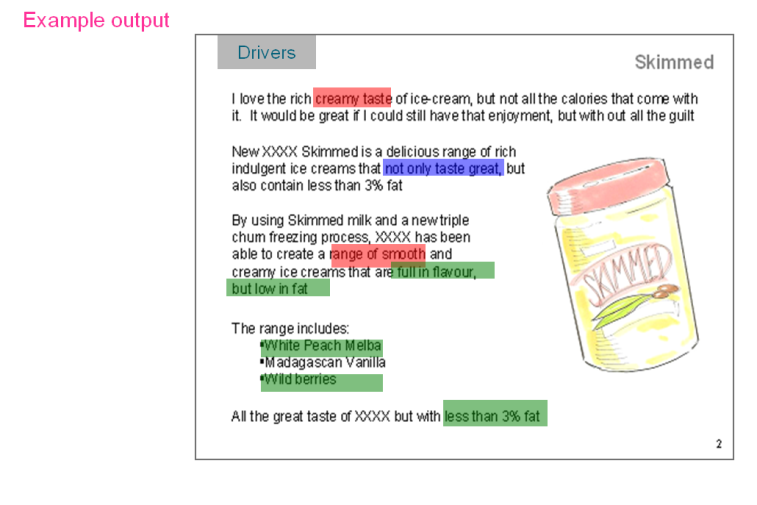 Example output
Drivers
Skimmed
I love the rich creamy taste of ice-cream, but not all the calories that come with
it. It would be great if I could still have that enjoyment, but with out all the guilt
New XXXX Skimmed is a delicious range of rich
indulgent ice creams that not only taste great, but
also contain less than 3% fat
By using Skimmed milk and a new triple
churn freezing process, XXXX has been
able to create a range of smooth and
creamy ice creams that are full in flavour,
but low in fat
SKIMMED
The range includes:
▪White Peach Melba
▪Madagascan Vanilla
▪Wild berries
All the great taste of XXXX but with less than 3% fat
2